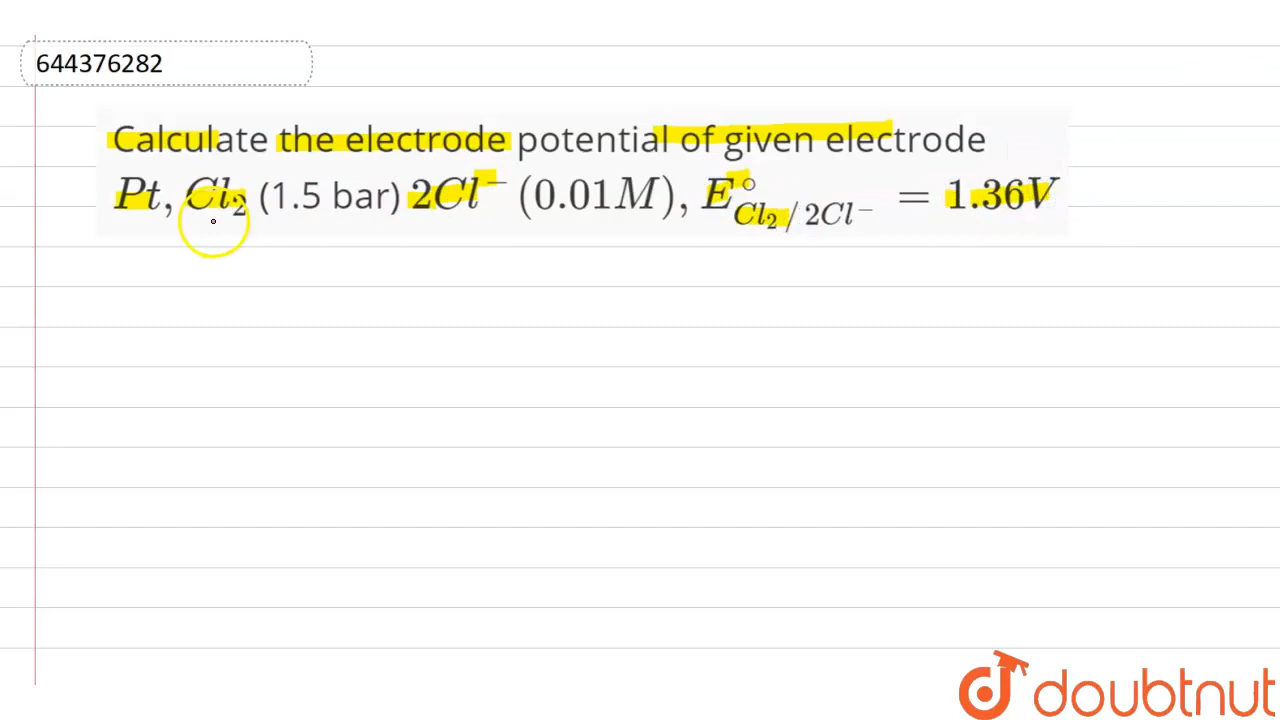 644376282
Calculate the electrode potential of given electrode
Pt, Cl₂ (1.5 bar) 2Cl⁻ (0.01M), E°Cl₂/2Cl⁻ = 1.36V
doubtnut